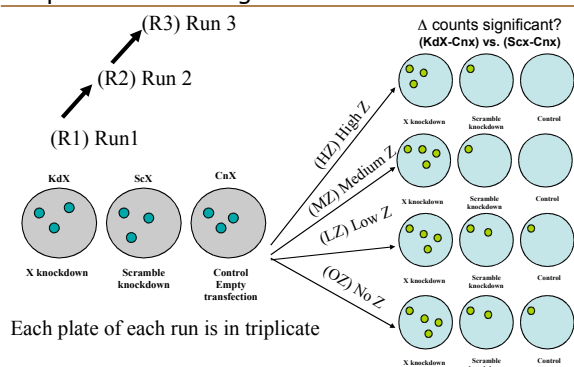 (R3) Run 3
(R2) Run 2
(R1) Run1
KdX
ScX
CnX
X knockdown
Scramble
knockdown
Control
Empty
transfection
Each plate of each run is in triplicate
(HZ) High Z
(MZ) Medium Z
(LZ) Low Z
(OZ) No Z
Δ counts significant?
(KdX-Cnx) vs. (Scx-Cnx)
X knockdown
Scramble
knockdown
Control
X knockdown
Scramble
knockdown
Control
X knockdown
Scramble
knockdown
Control
X knockdown
Scramble
Control